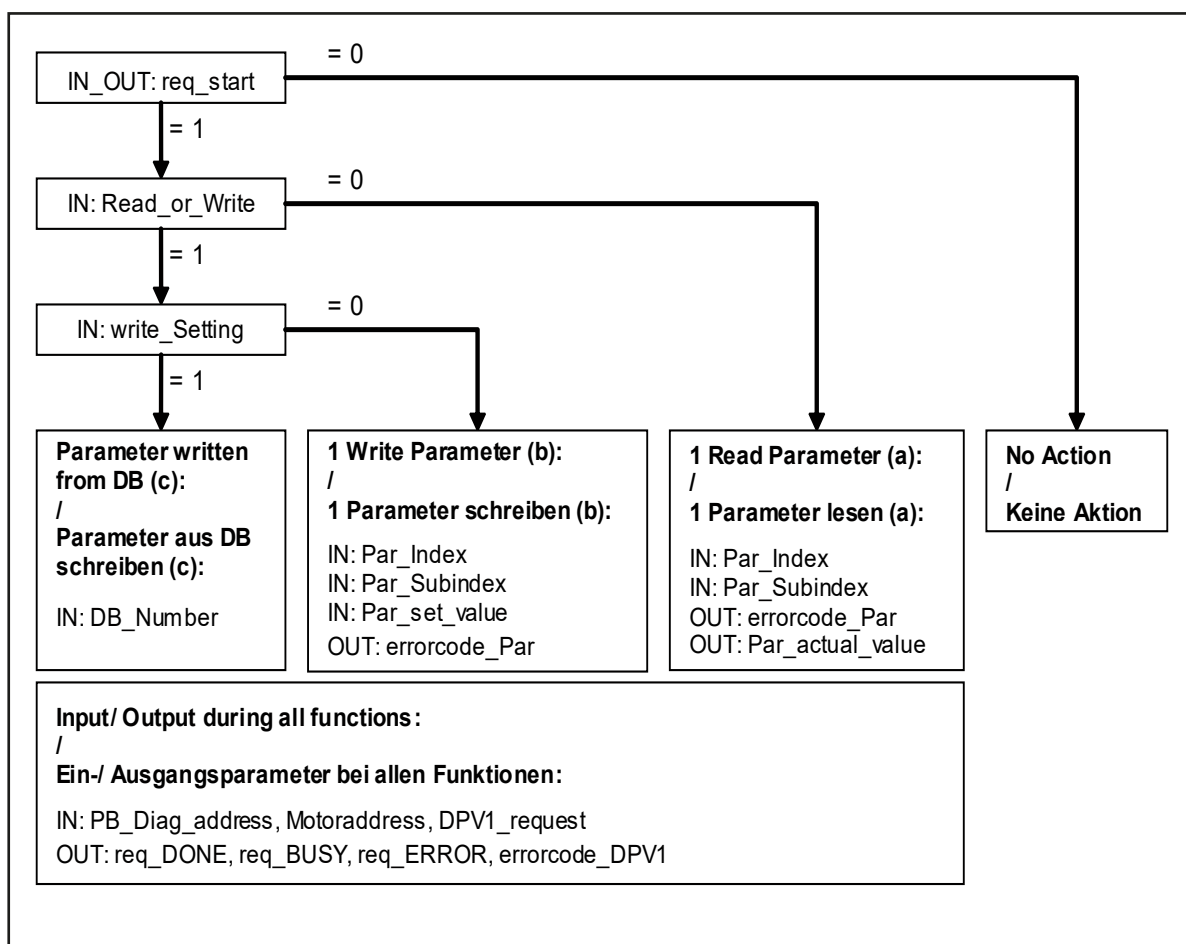 = 0
IN_OUT: req_start
= 1
= 0
IN: Read_or_Write
= 1
= 0
IN: write_Setting
= 1
Parameter written
from DB (c):
/
Parameter aus DB
schreiben (c):
IN: DB_Number
1 Write Parameter (b):
/
1 Parameter schreiben (b):
IN: Par_Index
IN: Par_Subindex
IN: Par_set_value
OUT: errorcode_Par
1 Read Parameter (a):
/
1 Parameter lesen (a):
IN: Par_Index
IN: Par_Subindex
OUT: errorcode_Par
OUT: Par_actual_value
No Action
/
Keine Aktion
Input/ Output during all functions:
/
Ein-/ Ausgangsparameter bei allen Funktionen:
IN: PB_Diag_address, Motoraddress, DPV1_request
OUT: req_DONE, req_BUSY, req_ERROR, errorcode_DPV1